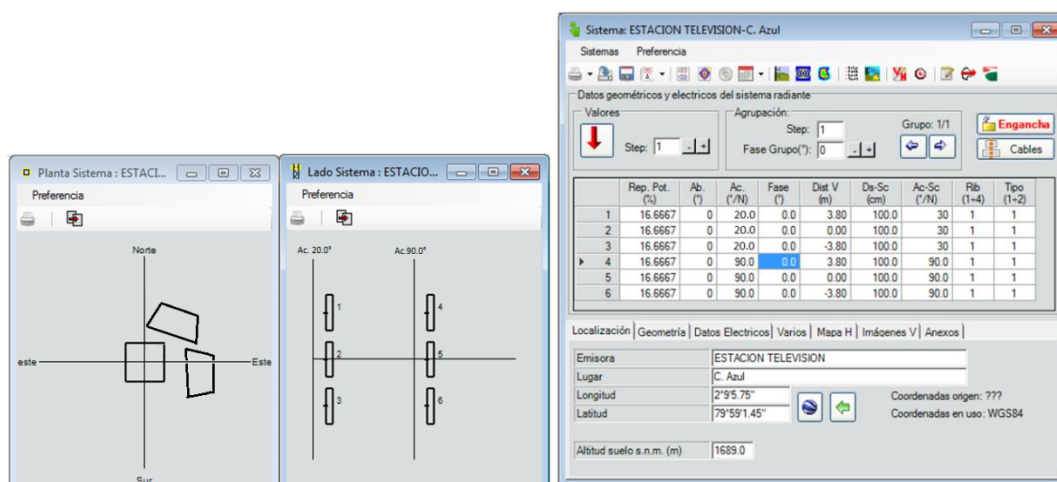 Planta Sistema : ESTACI...
Preferencia
Norte
este
Este
Sur
Lado Sistema : ESTACIO...
Preferencia
Ac. 20.0°
Ac.90.0°
1
4
2
5
3
6
Sistema: ESTACION TELEVISION-C. Azul
Sistemas Preferencia
Datos geométricos y electricos del sistema radiante
Valores
Step: 1 - +
Agrupación:
Step: 1
Fase Grupo(°): 0 - +
Grupo: 1/1
Engancha
Cables
Rep. Pot. (%) Ab. (°) Ac. (°/N) Fase (°) Dist V (m) Ds-Sc (cm) Ac-Sc (°/N) Rib (1÷4) Tipo (1÷2)
1 16.6667 0 20.0 0.0 3.80 100.0 30 1 1
2 16.6667 0 20.0 0.0 0.00 100.0 30 1 1
3 16.6667 0 20.0 0.0 -3.80 100.0 30 1 1
4 16.6667 0 90.0 0.0 3.80 100.0 90.0 1 1
5 16.6667 0 90.0 0.0 0.00 100.0 90.0 1 1
6 16.6667 0 90.0 0.0 -3.80 100.0 90.0 1 1
Localización Geometría Datos Electricos Varios Mapa H Imágenes V Anexos
Emisora ESTACION TELEVISION
Lugar C. Azul
Longitud 2°9'5.75"
Latitud 79°59'1.45"
Coordenadas origen: ???
Coordenadas en uso: WGS84
Altitud suelo s.n.m. (m) 1689.0